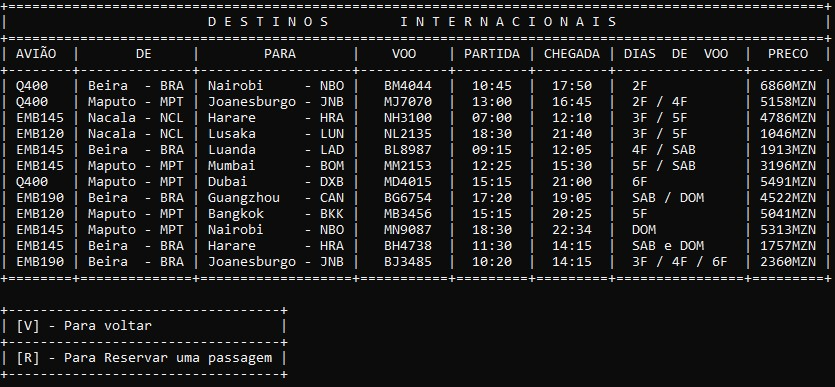 D E S T I N O S I N T E R N A C I O N A I S
| AVIÃO | DE | PARA | VOO | PARTIDA | CHEGADA | DIAS DE VOO | PRECO |
| Q400 | Beira - BRA | Nairobi - NBO | BM4044 | 10:45 | 17:50 | 2F | 6860MZN |
| Q400 | Maputo - MPT | Joanesburgo - JNB | MJ7070 | 13:00 | 16:45 | 2F / 4F | 5158MZN |
| EMB145 | Nacala - NCL | Harare - HRA | NH3100 | 07:00 | 12:10 | 3F / 5F | 4786MZN |
| EMB120 | Nacala - NCL | Lusaka - LUN | NL2135 | 18:30 | 21:40 | 3F / 5F | 1046MZN |
| EMB145 | Beira - BRA | Luanda - LAD | BL8987 | 09:15 | 12:05 | 4F / SAB | 1913MZN |
| EMB145 | Maputo - MPT | Mumbai - BOM | MM2153 | 12:25 | 15:30 | 5F / SAB | 3196MZN |
| Q400 | Maputo - MPT | Dubai - DXB | MD4015 | 15:15 | 21:00 | 6F | 5491MZN |
| EMB190 | Beira - BRA | Guangzhou - CAN | BG6754 | 17:20 | 19:05 | SAB / DOM | 4522MZN |
| EMB120 | Maputo - MPT | Bangkok - BKK | MB3456 | 15:15 | 20:25 | 5F | 5041MZN |
| EMB145 | Maputo - MPT | Nairobi - NBO | MN9087 | 18:30 | 22:34 | DOM | 5313MZN |
| EMB145 | Beira - BRA | Harare - HRA | BH4738 | 11:30 | 14:15 | SAB e DOM | 1757MZN |
| EMB190 | Beira - BRA | Joanesburgo - JNB | BJ3485 | 10:20 | 14:15 | 3F / 4F / 6F | 2360MZN |
| [V] - Para voltar |
| [R] - Para Reservar uma passagem |